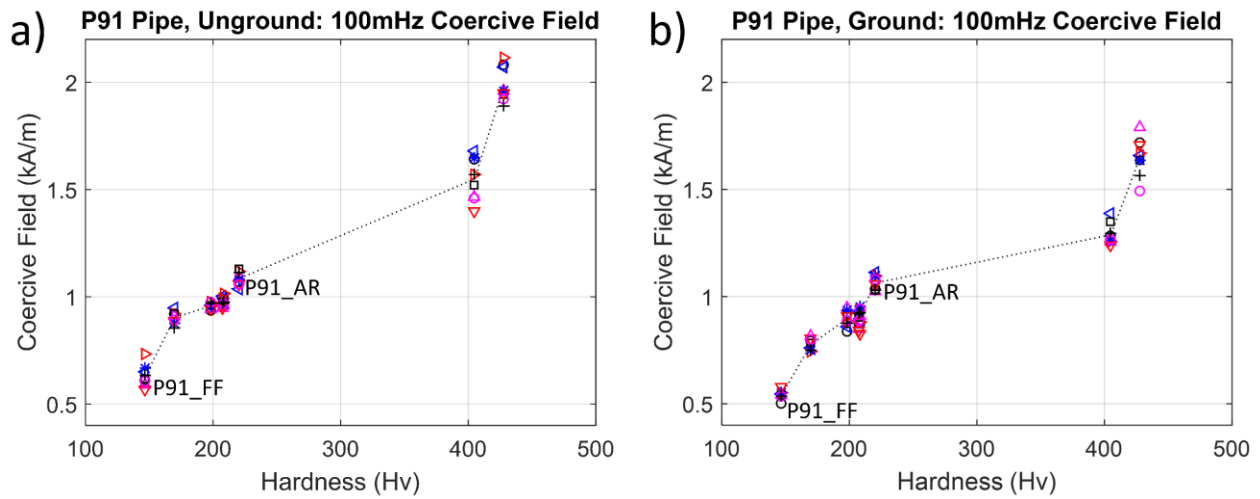 a)
P91 Pipe, Unground: 100mHz Coercive Field
Coercive Field (kA/m)
2
1.5
1
0.5
P91_AR
P91_FF
100
200
300
400
500
Hardness (Hv)
b)
P91 Pipe, Ground: 100mHz Coercive Field
Coercive Field (kA/m)
2
1.5
1
0.5
P91_AR
P91_FF
100
200
300
400
500
Hardness (Hv)